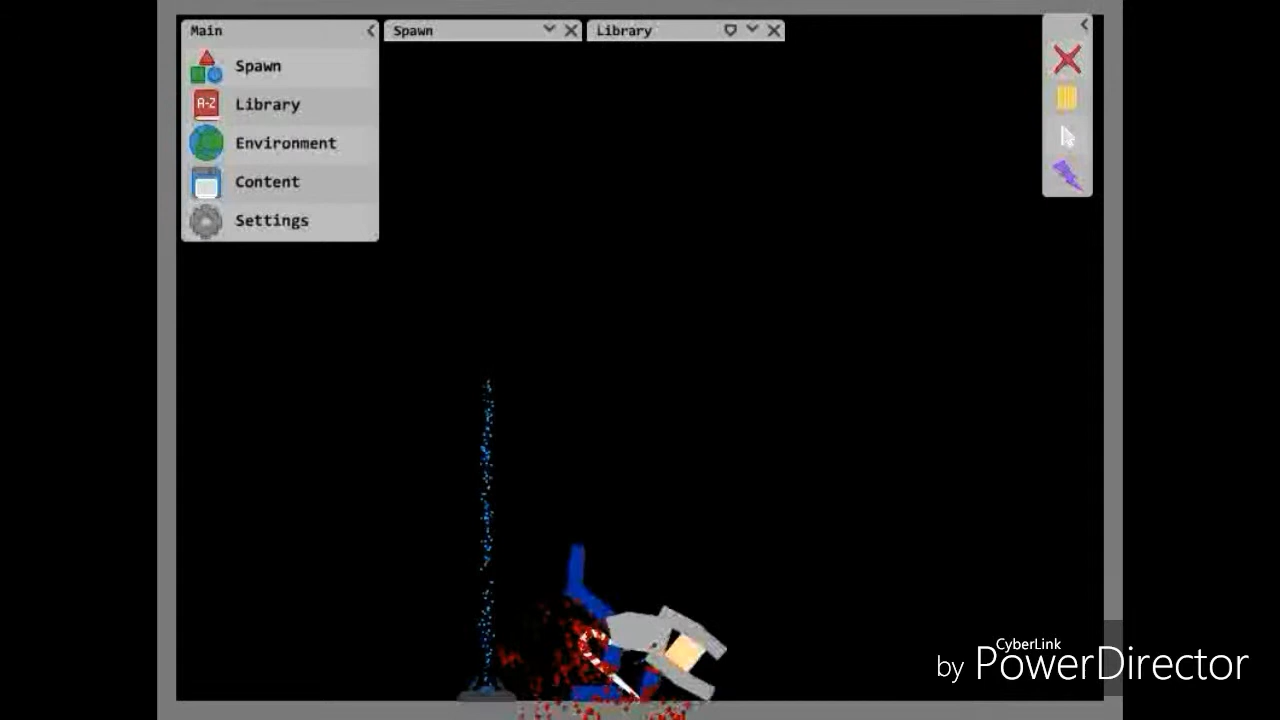 Main
Spawn
Library
Spawn
Library
A-Z
Environment
Content
Settings
CyberLink
by PowerDirector